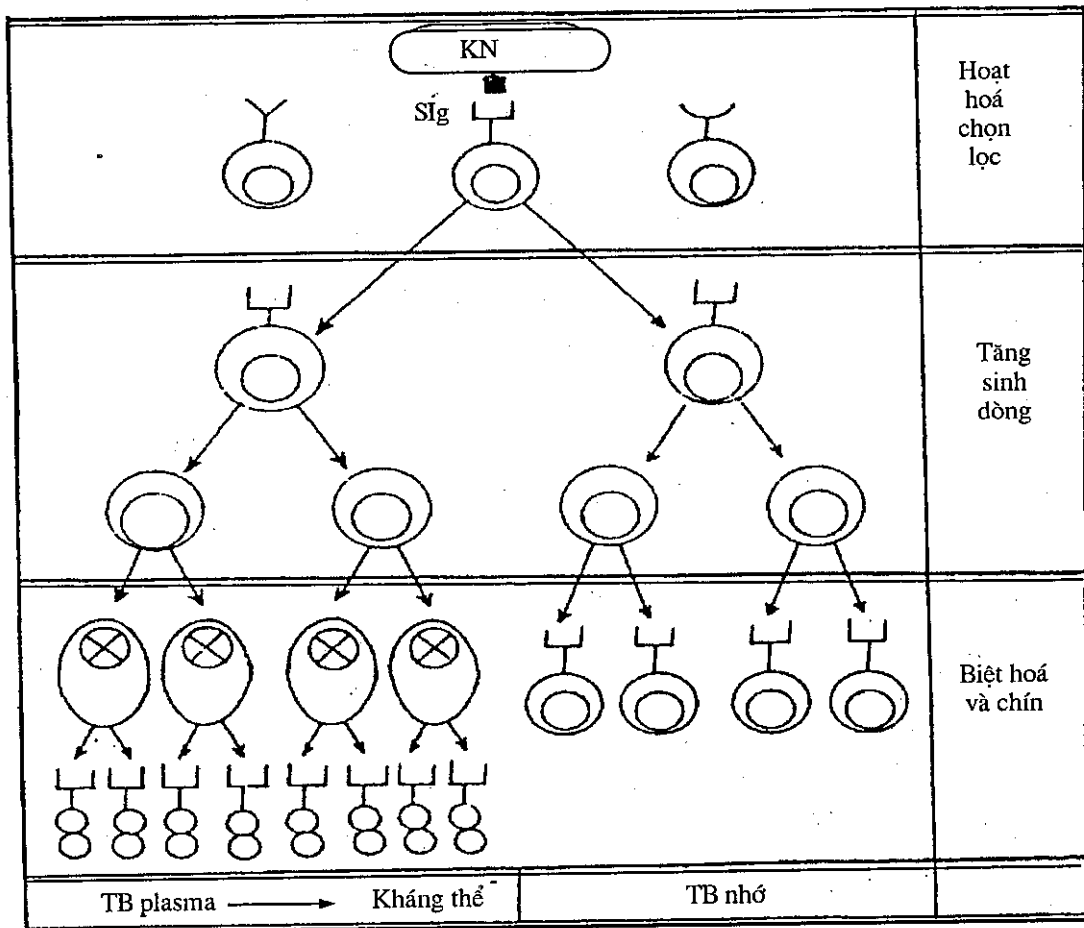 KN
SIg
Hoạt
hoá
chọn
lọc
Tăng
sinh
dòng
Biệt hoá
và chín
TB plasma
Kháng thể
TB nhớ